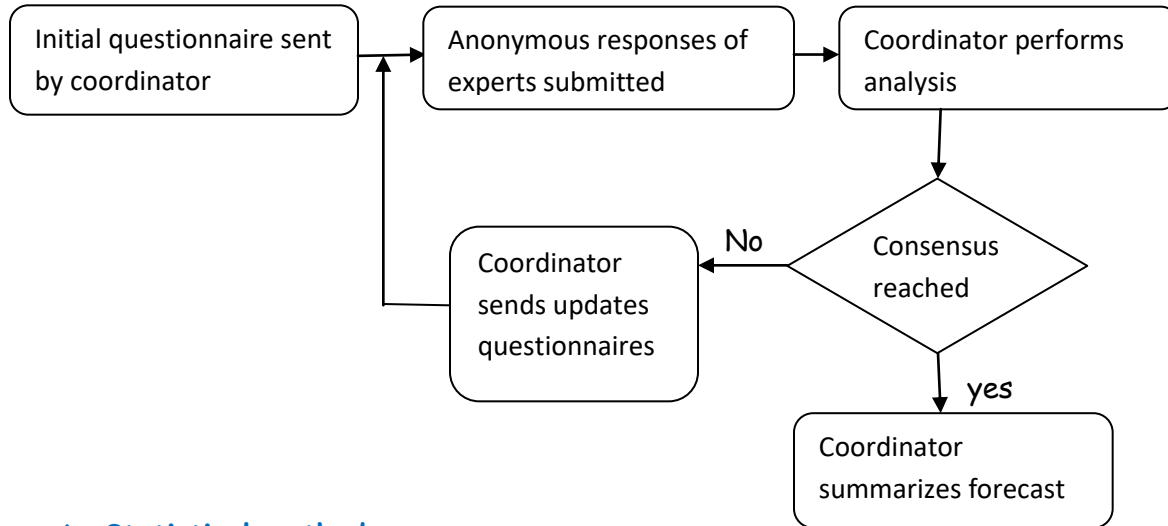 Initial questionnaire sent
by coordinator
Anonymous responses of
experts submitted
Coordinator performs
analysis
No
Consensus
reached
Coordinator
sends updates
questionnaires
yes
Coordinator
summarizes forecast